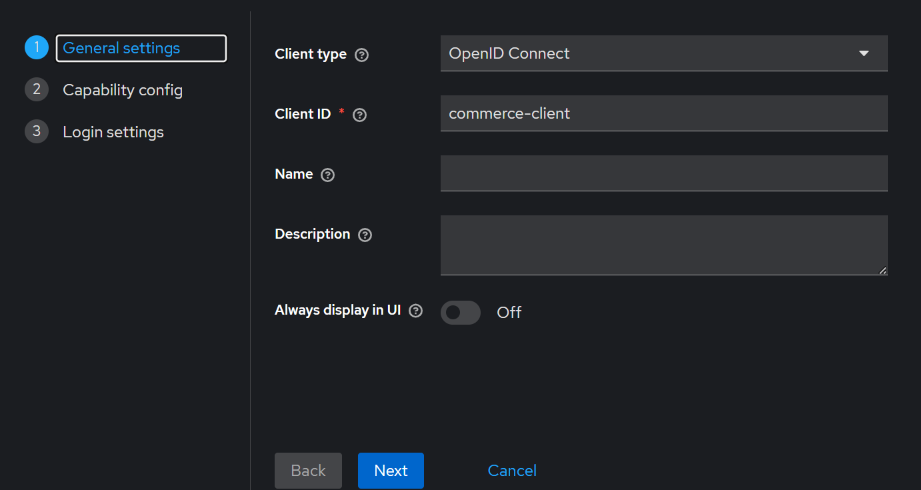 1 General settings
2 Capability config
3 Login settings
Client type
OpenID Connect
Client ID *
commerce-client
Name
Description
Always display in UI
Off
Back
Next
Cancel